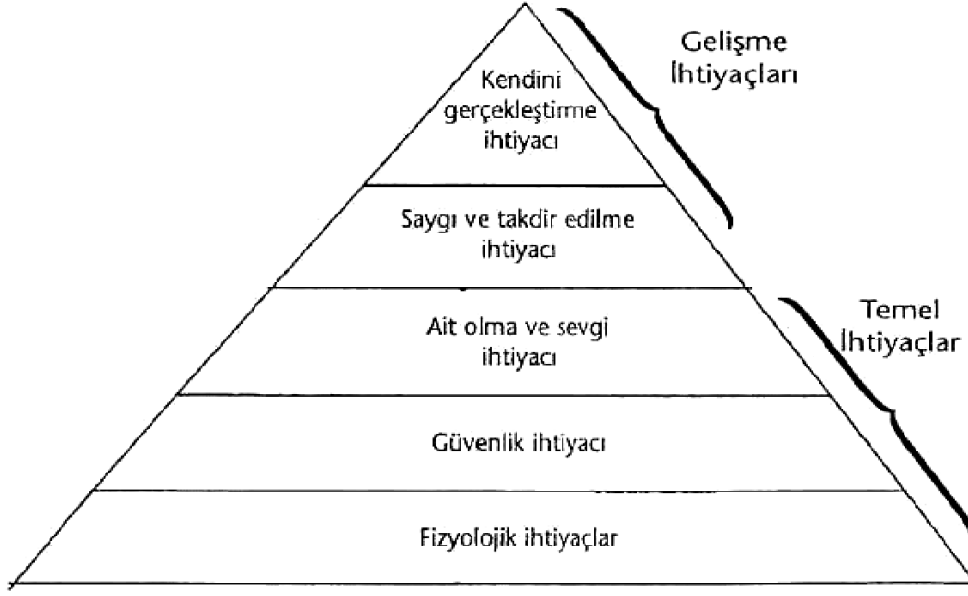 Gelişme
İhtiyaçları
Kendini
gerçekleştirme
ihtiyacı
Saygı ve takdir edilme
ihtiyacı
Temel
İhtiyaçlar
Ait olma ve sevgi
ihtiyacı
Güvenlik ihtiyacı
Fizyolojik ihtiyaçlar